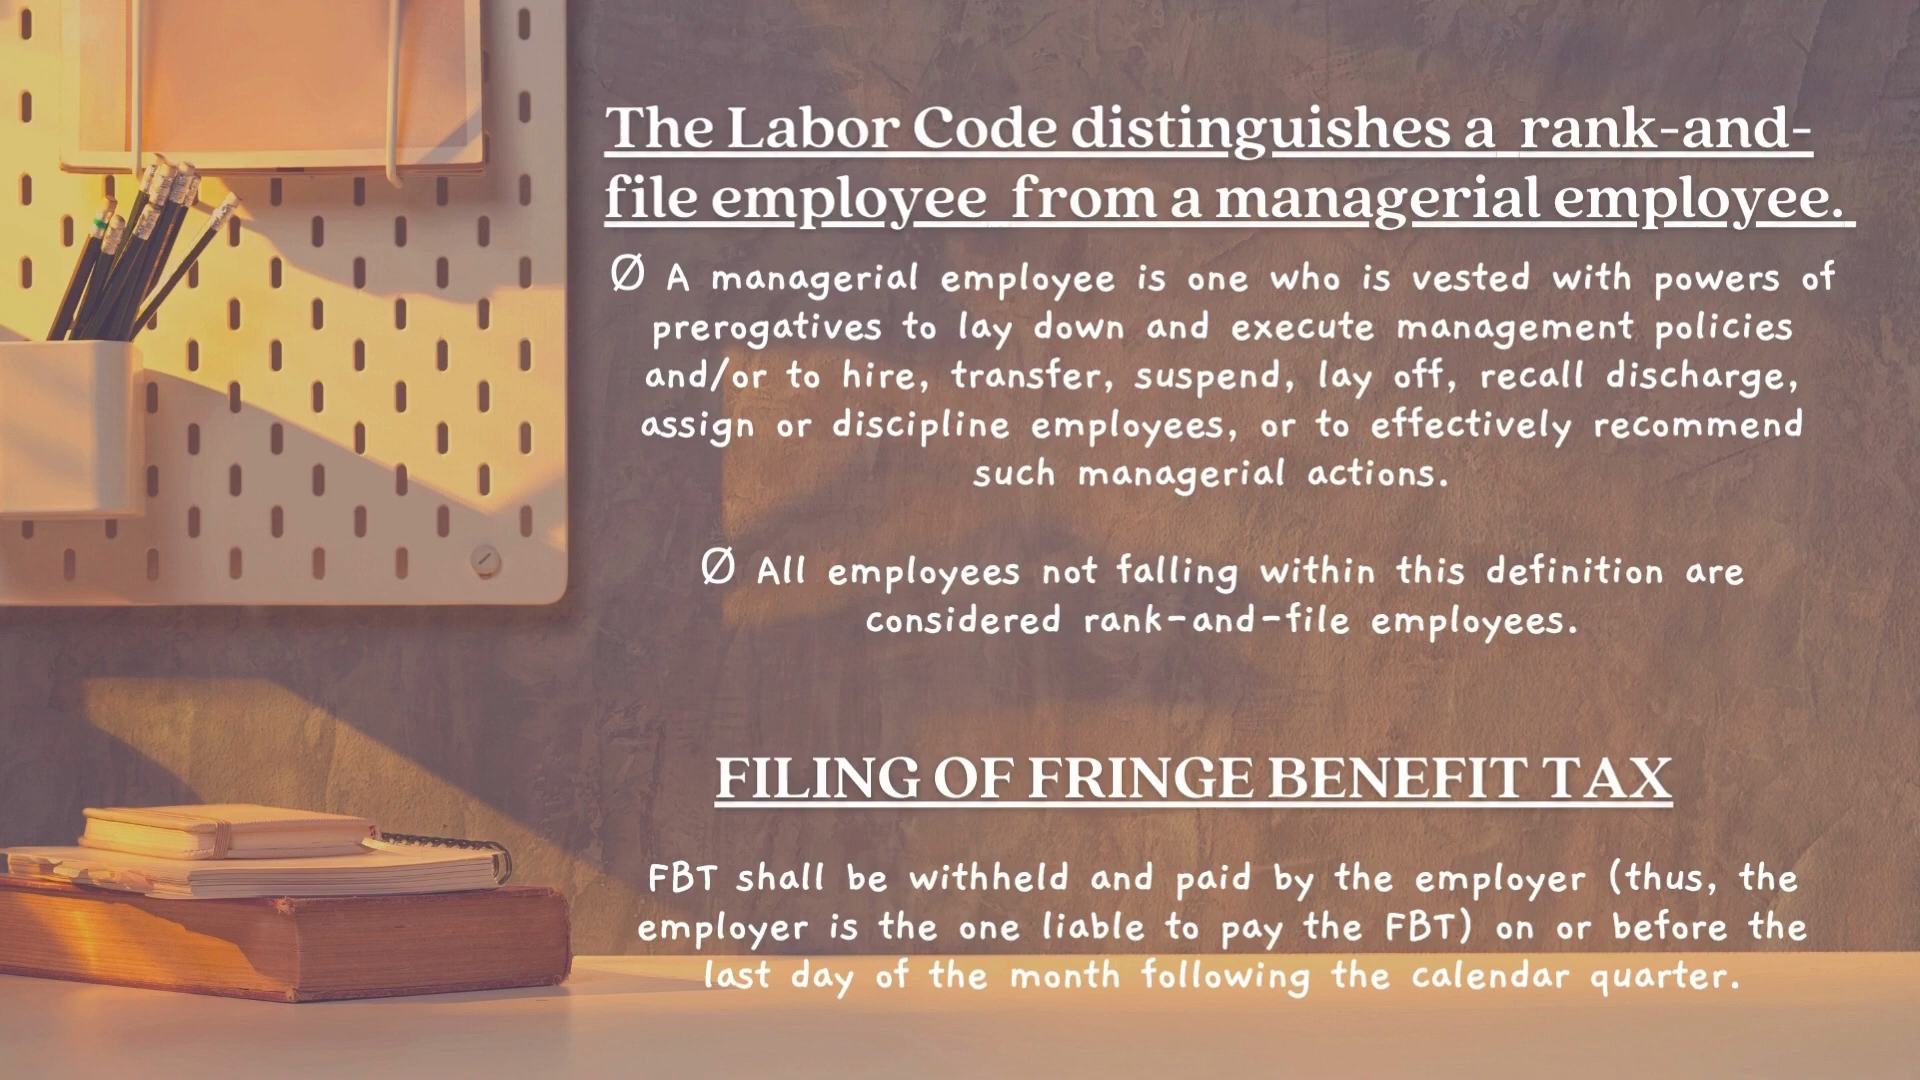 The Labor Code distinguishes a rank-and-
file employee from a managerial employee.
Ø A managerial employee is one who is vested with powers of
prerogatives to lay down and execute management policies
and/or to hire, transfer, suspend, lay off, recall discharge,
assign or discipline employees, or to effectively recommend
such managerial actions.
Ø All employees not falling within this definition are
considered rank-and-file employees.
FILING OF FRINGE BENEFIT TAX
FBT shall be withheld and paid by the employer (thus, the
employer is the one liable to pay the FBT) on or before the
last day of the month following the calendar quarter.